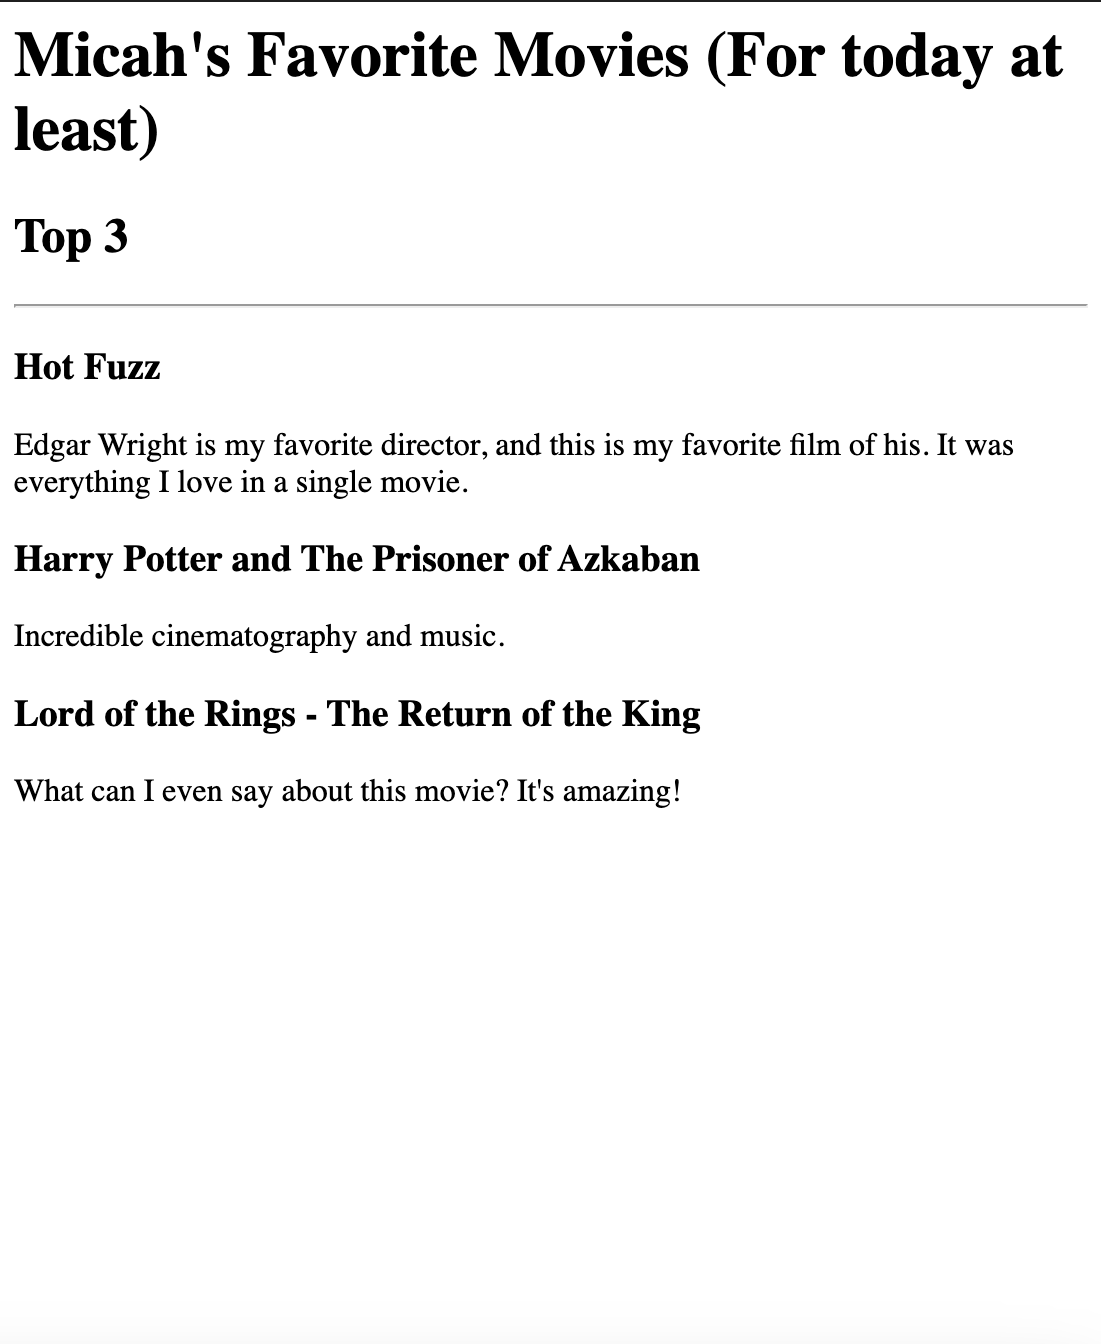 Micah's Favorite Movies (For today at
least)
Top 3
Hot Fuzz
Edgar Wright is my favorite director, and this is my favorite film of his. It was
everything I love in a single movie.
Harry Potter and The Prisoner of Azkaban
Incredible cinematography and music.
Lord of the Rings - The Return of the King
What can I even say about this movie? It's amazing!